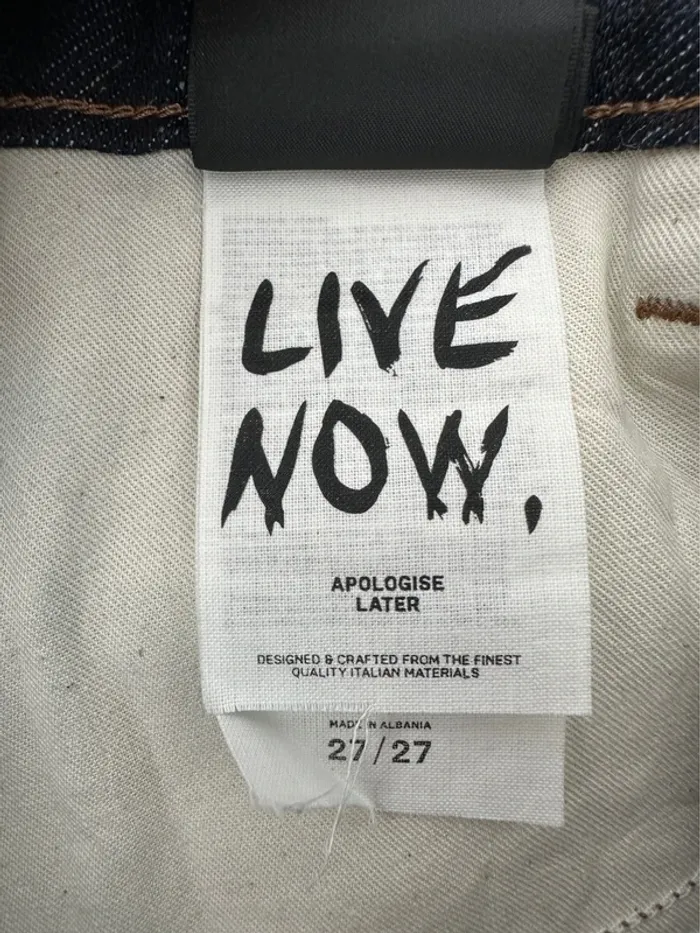 LIVE
NOW,
APOLOGISE
LATER
DESIGNED & CRAFTED FROM THE FINEST
QUALITY ITALIAN MATERIALS
MADE IN ALBANIA
27/27